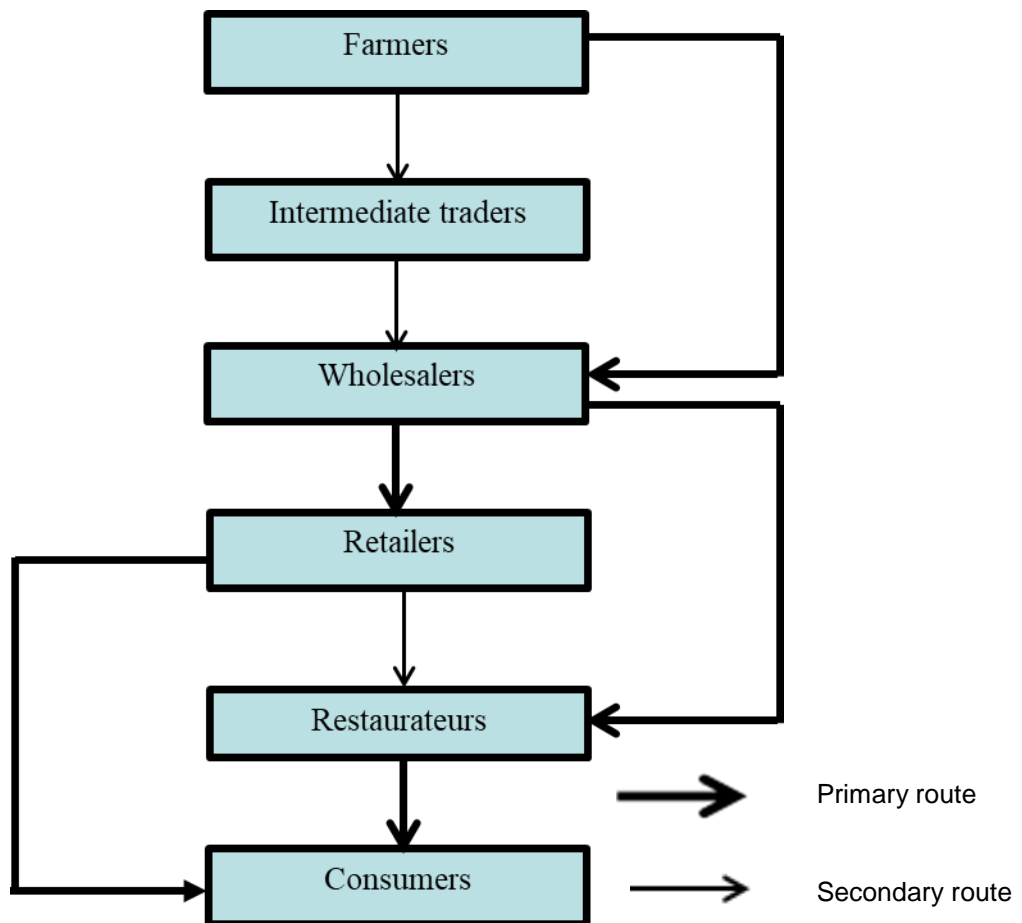 Farmers
Intermediate traders
Wholesalers
Retailers
Restaurateurs
Primary route
Consumers
Secondary route